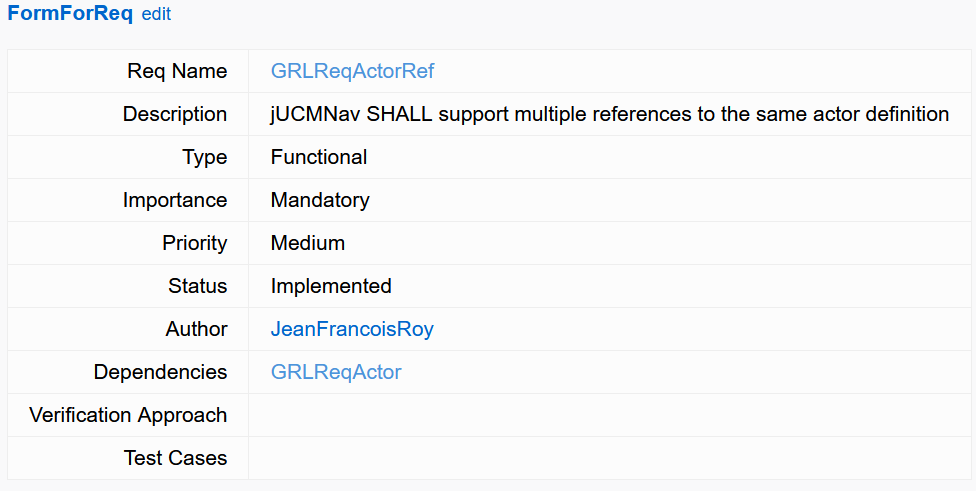 FormForReq edit
Req Name GRLReqActorRef
Description jUCMNav SHALL support multiple references to the same actor definition
Type Functional
Importance Mandatory
Priority Medium
Status Implemented
Author JeanFrancoisRoy
Dependencies GRLReqActor
Verification Approach
Test Cases